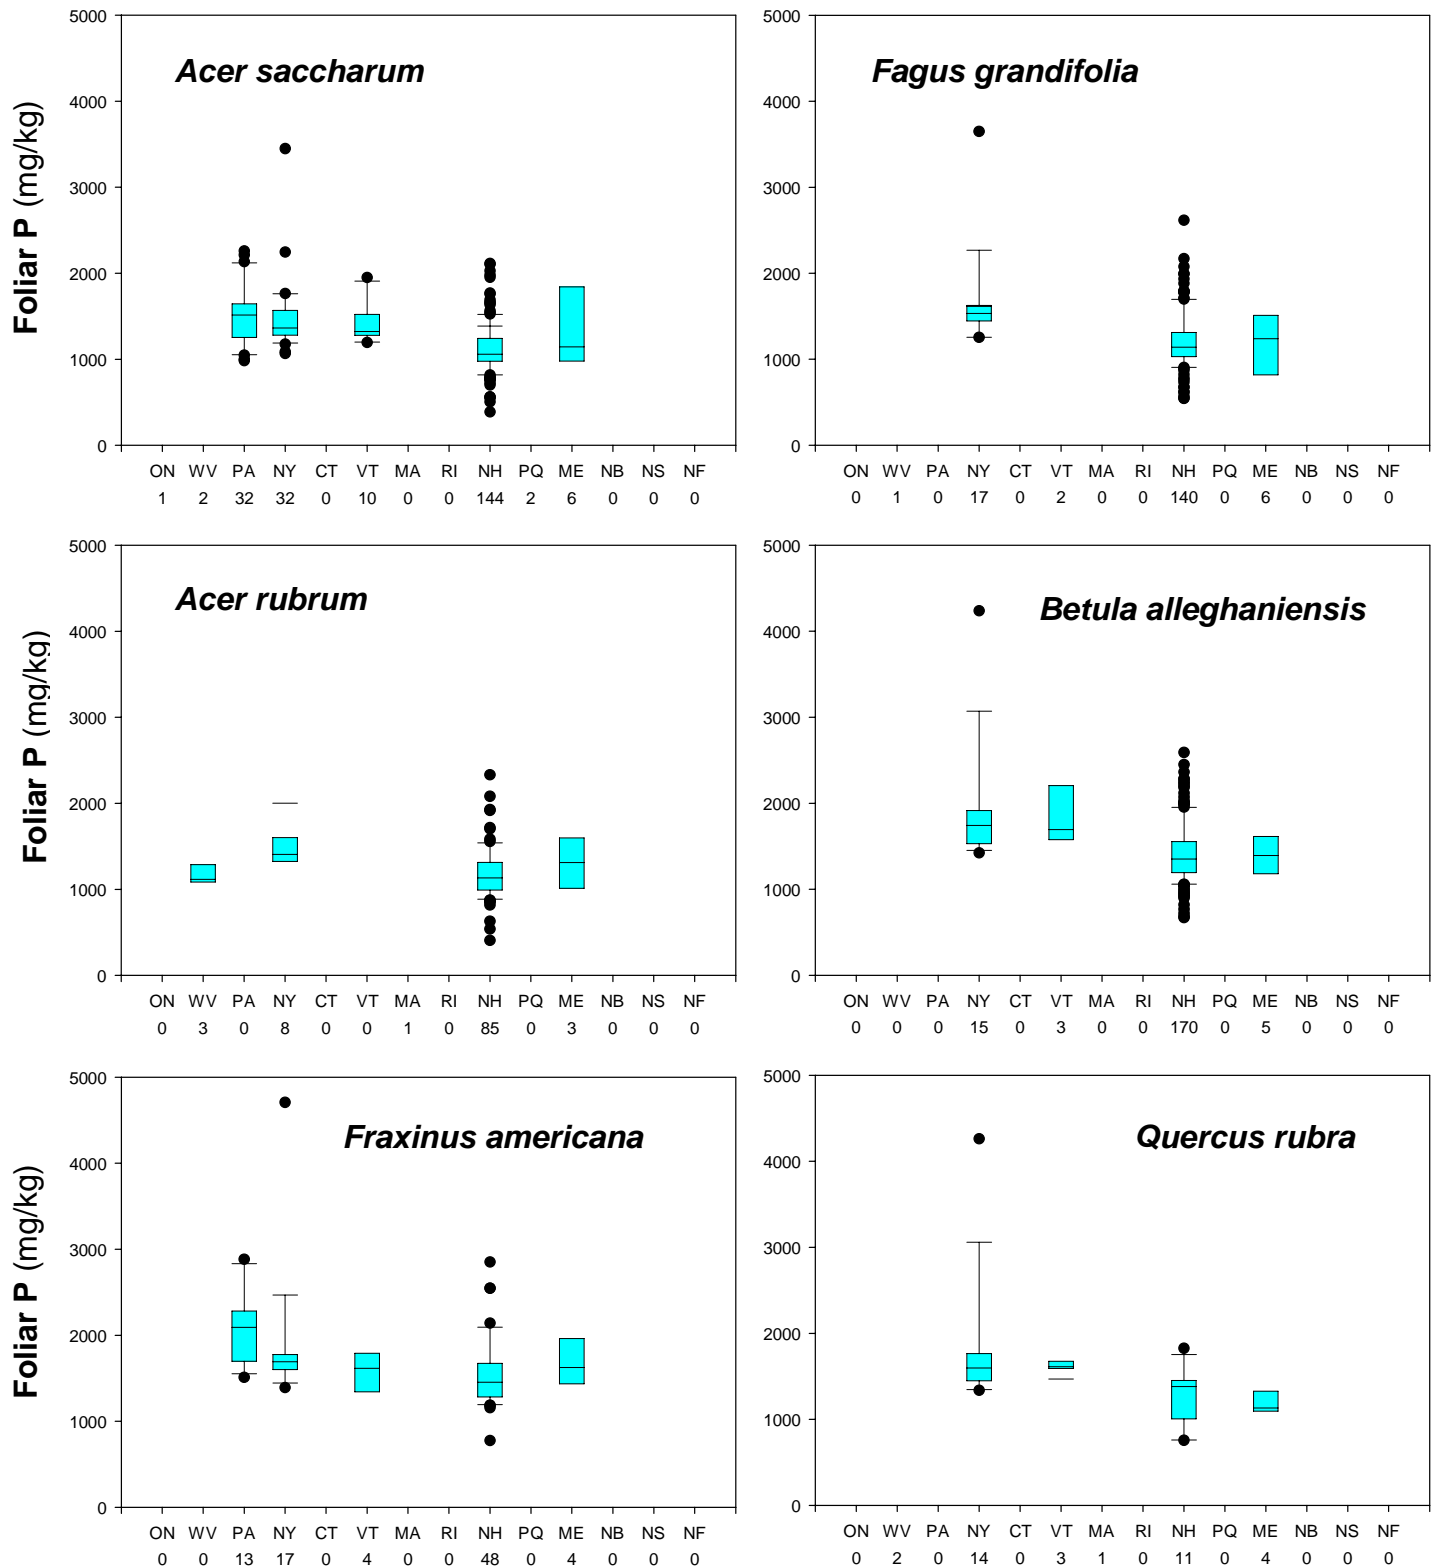 5000
4000
3000
2000
1000
0
Foliar P (mg/kg)
Acer saccharum
ON WV PA NY CT VT MA RI NH PQ ME NB NS NF
1 2 32 32 0 10 0 0 144 2 6 0 0 0
5000
4000
3000
2000
1000
0
Fagus grandifolia
ON WV PA NY CT VT MA RI NH PQ ME NB NS NF
0 1 0 17 0 2 0 0 140 0 6 0 0 0
5000
4000
3000
2000
1000
0
Foliar P (mg/kg)
Acer rubrum
ON WV PA NY CT VT MA RI NH PQ ME NB NS NF
0 3 0 8 0 0 1 0 85 0 3 0 0 0
5000
4000
3000
2000
1000
0
Betula alleghaniensis
ON WV PA NY CT VT MA RI NH PQ ME NB NS NF
0 0 0 15 0 3 0 0 170 0 5 0 0 0
5000
4000
3000
2000
1000
0
Foliar P (mg/kg)
Fraxinus americana
ON WV PA NY CT VT MA RI NH PQ ME NB NS NF
0 0 13 17 0 4 0 0 48 0 4 0 0 0
5000
4000
3000
2000
1000
0
Quercus rubra
ON WV PA NY CT VT MA RI NH PQ ME NB NS NF
0 2 0 14 0 3 1 0 11 0 4 0 0 0